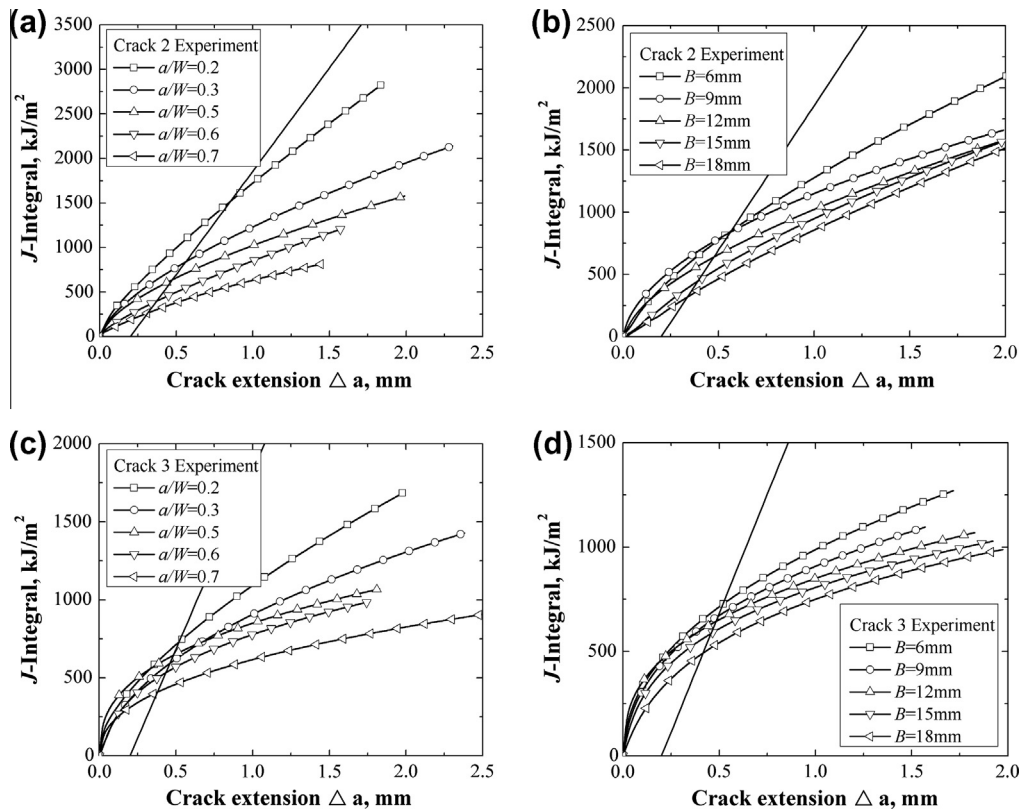 (a)
3500
3000
2500
2000
1500
1000
500
0
J-Integral, kJ/m²
Crack 2 Experiment
a/W=0.2
a/W=0.3
a/W=0.5
a/W=0.6
a/W=0.7
0.0 0.5 1.0 1.5 2.0 2.5
Crack extension △ a, mm
(b)
2500
2000
1500
1000
500
0
J-Integral, kJ/m²
Crack 2 Experiment
B=6mm
B=9mm
B=12mm
B=15mm
B=18mm
0.0 0.5 1.0 1.5 2.0
Crack extension △ a, mm
(c)
2000
1500
1000
500
0
J-Integral, kJ/m²
Crack 3 Experiment
a/W=0.2
a/W=0.3
a/W=0.5
a/W=0.6
a/W=0.7
0.0 0.5 1.0 1.5 2.0 2.5
Crack extension △ a, mm
(d)
1500
1000
500
0
J-Integral, kJ/m²
Crack 3 Experiment
B=6mm
B=9mm
B=12mm
B=15mm
B=18mm
0.0 0.5 1.0 1.5 2.0
Crack extension △ a, mm